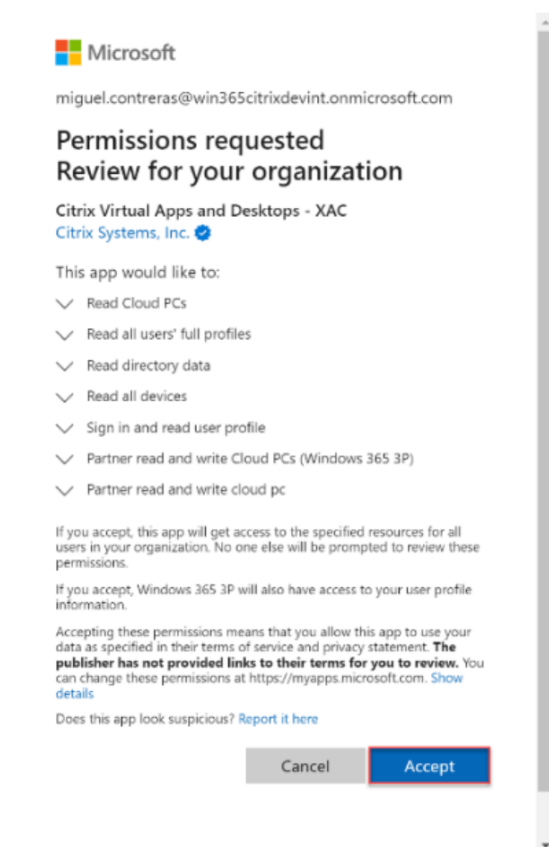 Microsoft
miguel.contreras@win365citrixdevint.onmicrosoft.com
Permissions requested
Review for your organization
Citrix Virtual Apps and Desktops - XAC
Citrix Systems, Inc.
This app would like to:
Read Cloud PCs
Read all users' full profiles
Read directory data
Read all devices
Sign in and read user profile
Partner read and write Cloud PCs (Windows 365 3P)
Partner read and write cloud pc
If you accept, this app will get access to the specified resources for all
users in your organization. No one else will be prompted to review these
permissions.
If you accept, Windows 365 3P will also have access to your user profile
information.
Accepting these permissions means that you allow this app to use your
data as specified in their terms of service and privacy statement. The
publisher has not provided links to their terms for you to review. You
can change these permissions at https://myapps.microsoft.com. Show
details
Does this app look suspicious? Report it here
Cancel
Accept